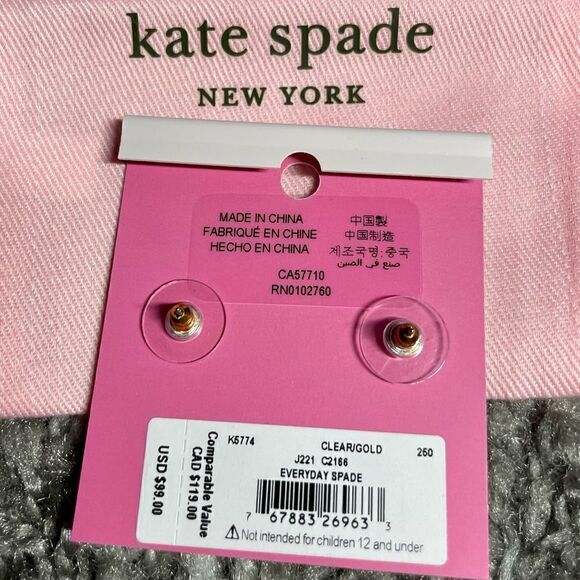 kate spade
NEW YORK
MADE IN CHINA
FABRIQUÉ EN CHINE
HECHO EN CHINA
中国製
中国制造
제조국명:중국
صنع في الصين
CA57710
RN0102760
K5774 CLEAR/GOLD 250
J221 C2166
EVERYDAY SPADE
7 67883 26963 3
⚠ Not intended for children 12 and under
Comparable Value
CAD $119.00
USD $99.00